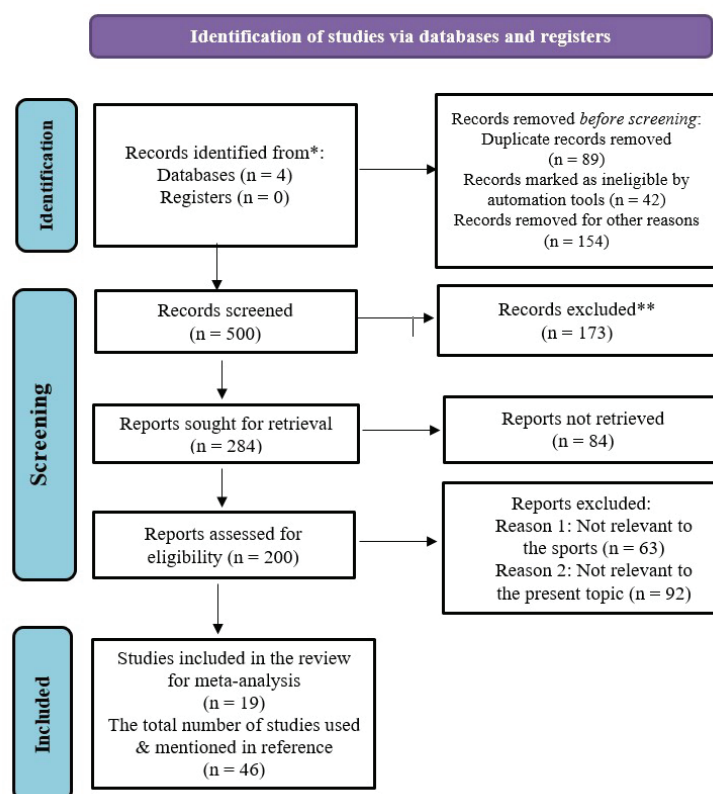 Identification of studies via databases and registers
Identification
Records identified from*:
Databases (n = 4)
Registers (n = 0)
Records removed before screening:
Duplicate records removed
(n = 89)
Records marked as ineligible by
automation tools (n = 42)
Records removed for other reasons
(n = 154)
Screening
Records screened
(n = 500)
Records excluded**
(n = 173)
Reports sought for retrieval
(n = 284)
Reports not retrieved
(n = 84)
Reports assessed for
eligibility (n = 200)
Reports excluded:
Reason 1: Not relevant to
the sports (n = 63)
Reason 2: Not relevant to
the present topic (n = 92)
Included
Studies included in the review
for meta-analysis
(n = 19)
The total number of studies used
& mentioned in reference
(n = 46)